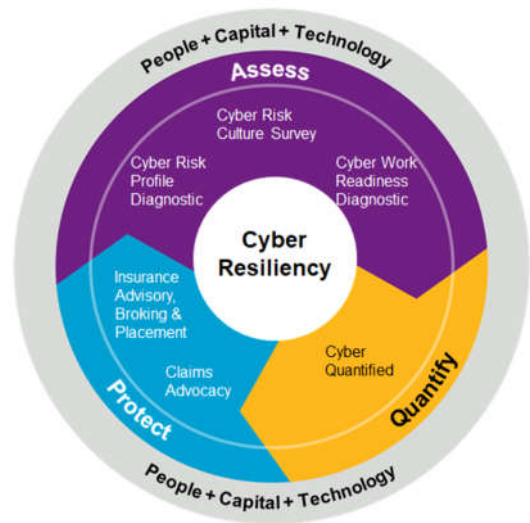 People + Capital + Technology
Assess
Cyber Risk
Culture Survey
Cyber Risk
Profile
Diagnostic
Cyber Work
Readiness
Diagnostic
Cyber
Resiliency
Insurance
Advisory,
Broking &
Placement
Claims
Advocacy
Protect
Cyber
Quantified
Quantify
People + Capital + Technology